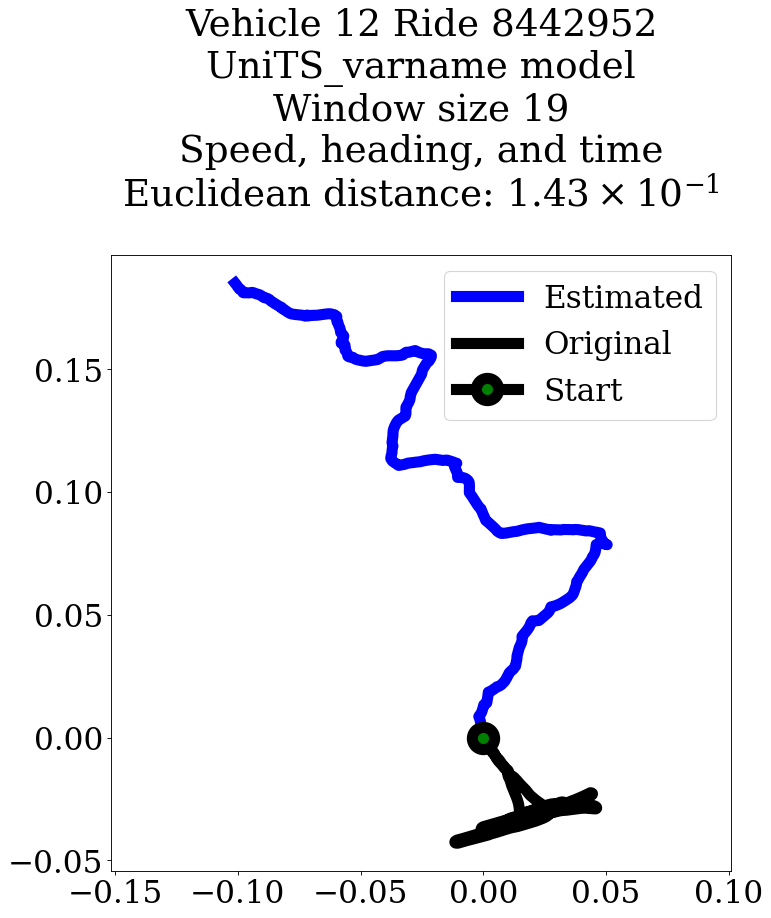 Vehicle 12 Ride 8442952
UniTS_varname model
Window size 19
Speed, heading, and time
Euclidean distance: 1.43 × 10⁻¹
Estimated
Original
Start
0.15
0.10
0.05
0.00
−0.05
−0.15 −0.10 −0.05 0.00 0.05 0.10